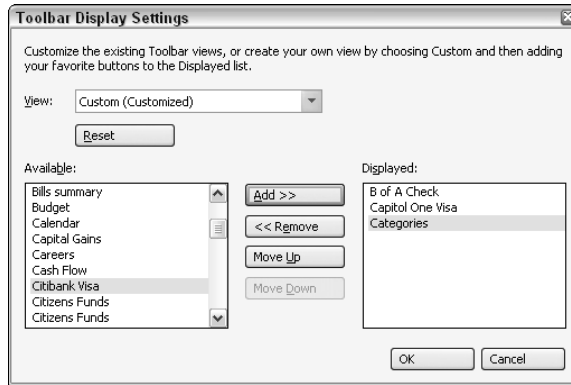 Toolbar Display Settings
Customize the existing Toolbar views, or create your own view by choosing Custom and then adding
your favorite buttons to the Displayed list.
View: Custom (Customized)
Reset
Available:
Bills summary
Budget
Calendar
Capital Gains
Careers
Cash Flow
Citibank Visa
Citizens Funds
Citizens Funds
Add >>
<< Remove
Move Up
Move Down
Displayed:
B of A Check
Capitol One Visa
Categories
OK
Cancel